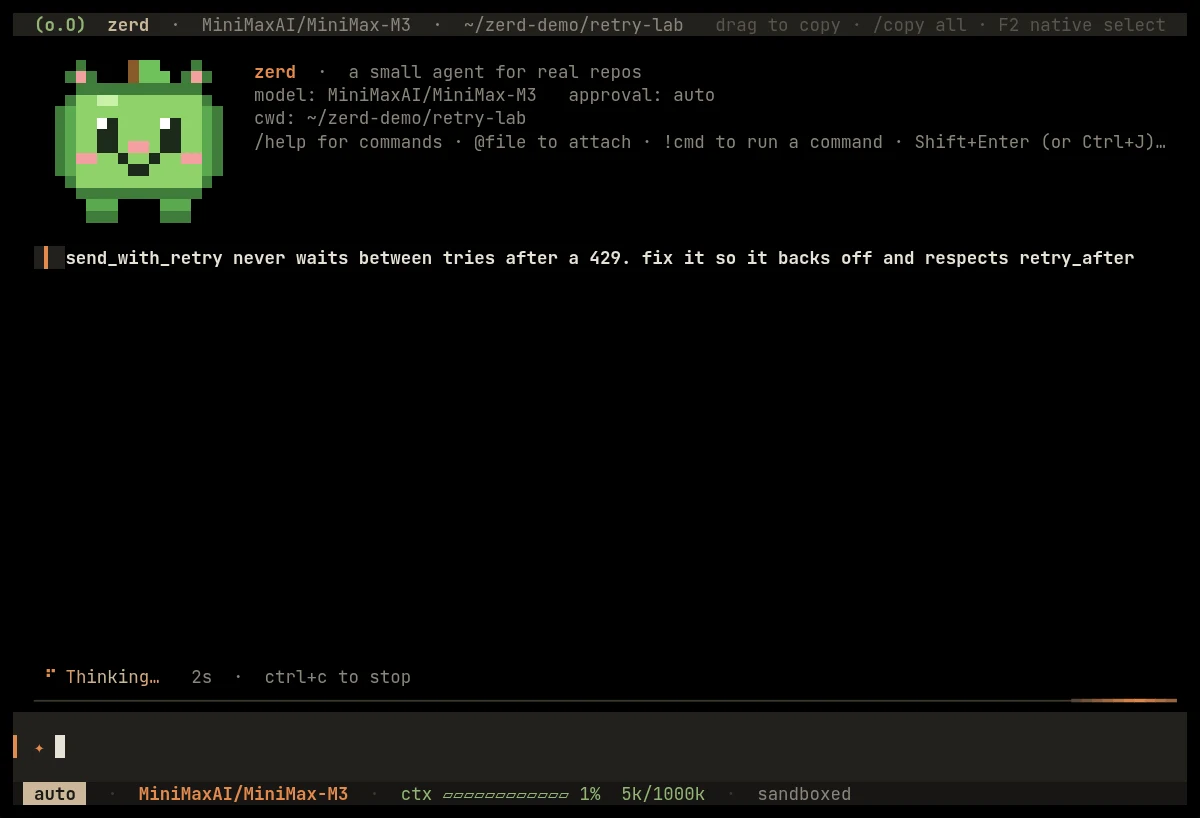 (o.O) zerd · MiniMaxAI/MiniMax-M3 · ~/zerd-demo/retry-lab drag to copy · /copy all · F2 native select
zerd · a small agent for real repos
model: MiniMaxAI/MiniMax-M3 approval: auto
cwd: ~/zerd-demo/retry-lab
/help for commands · @file to attach · !cmd to run a command · Shift+Enter (or Ctrl+J)…
send_with_retry never waits between tries after a 429. fix it so it backs off and respects retry_after
Thinking… 2s · ctrl+c to stop
auto · MiniMaxAI/MiniMax-M3 · ctx ▱▱▱▱▱▱▱▱▱▱▱▱ 1% 5k/1000k · sandboxed